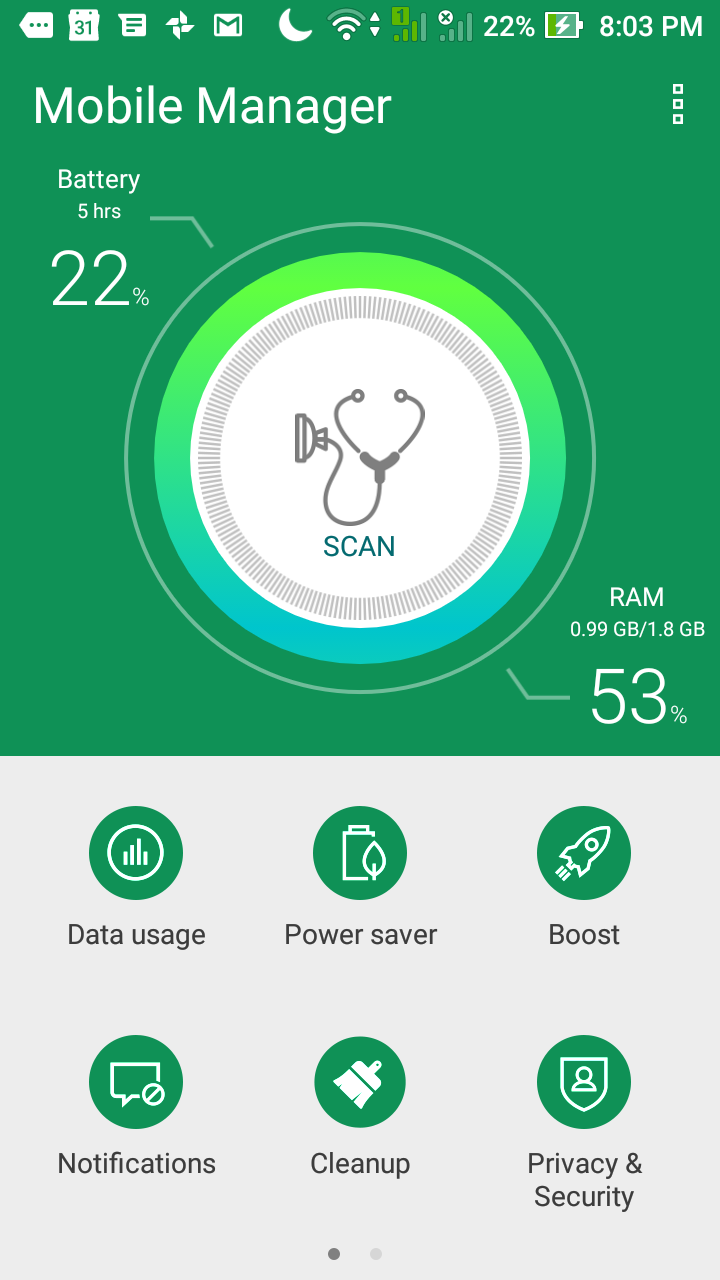 31
1
22%
8:03 PM
Mobile Manager
Battery
5 hrs
22%
SCAN
RAM
0.99 GB/1.8 GB
53%
Data usage
Power saver
Boost
Notifications
Cleanup
Privacy &
Security